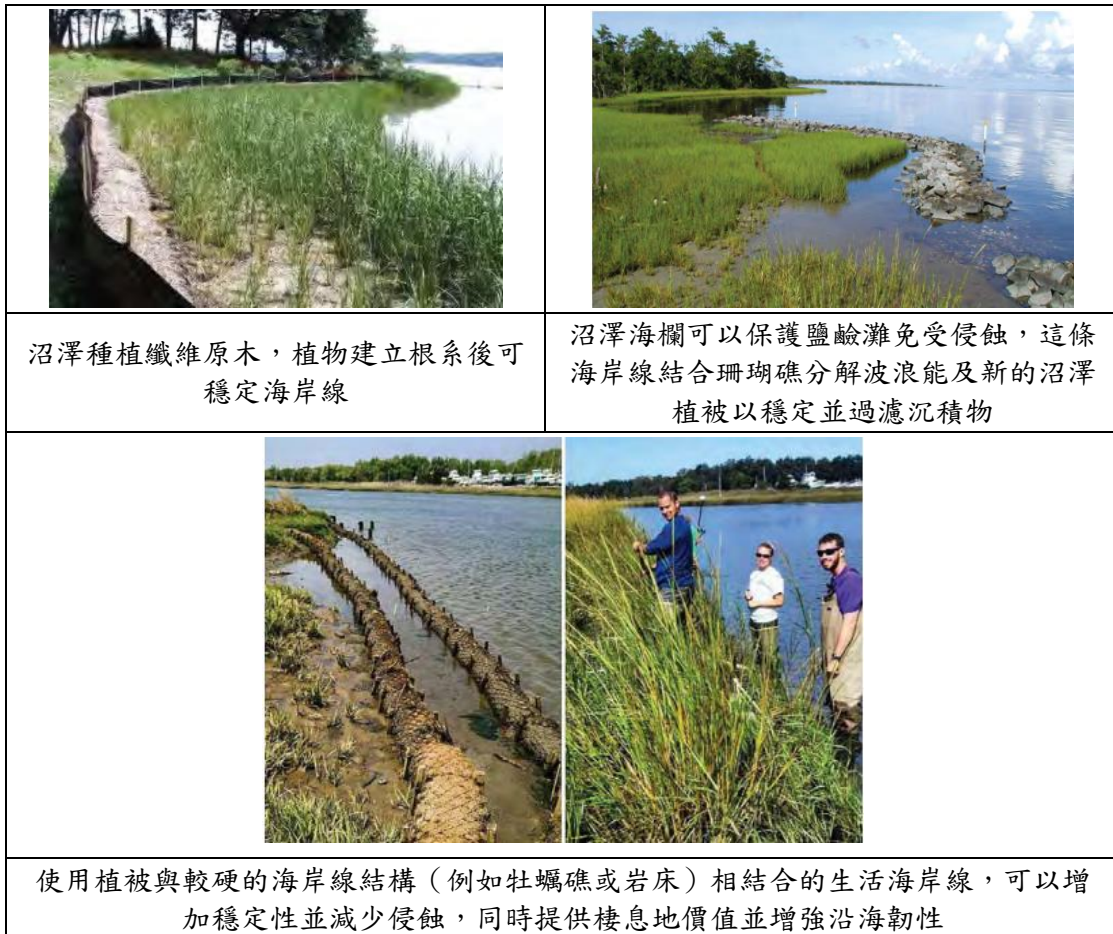 沼澤種植纖維原木，植物建立根系後可
穩定海岸線
沼澤海欄可以保護鹽鹼灘免受侵蝕，這條
海岸線結合珊瑚礁分解波浪能及新的沼澤
植被以穩定並過濾沉積物
使用植被與較硬的海岸線結構（例如牡蠣礁或岩床）相結合的生活海岸線，可以增
加穩定性並減少侵蝕，同時提供棲息地價值並增強沿海韌性